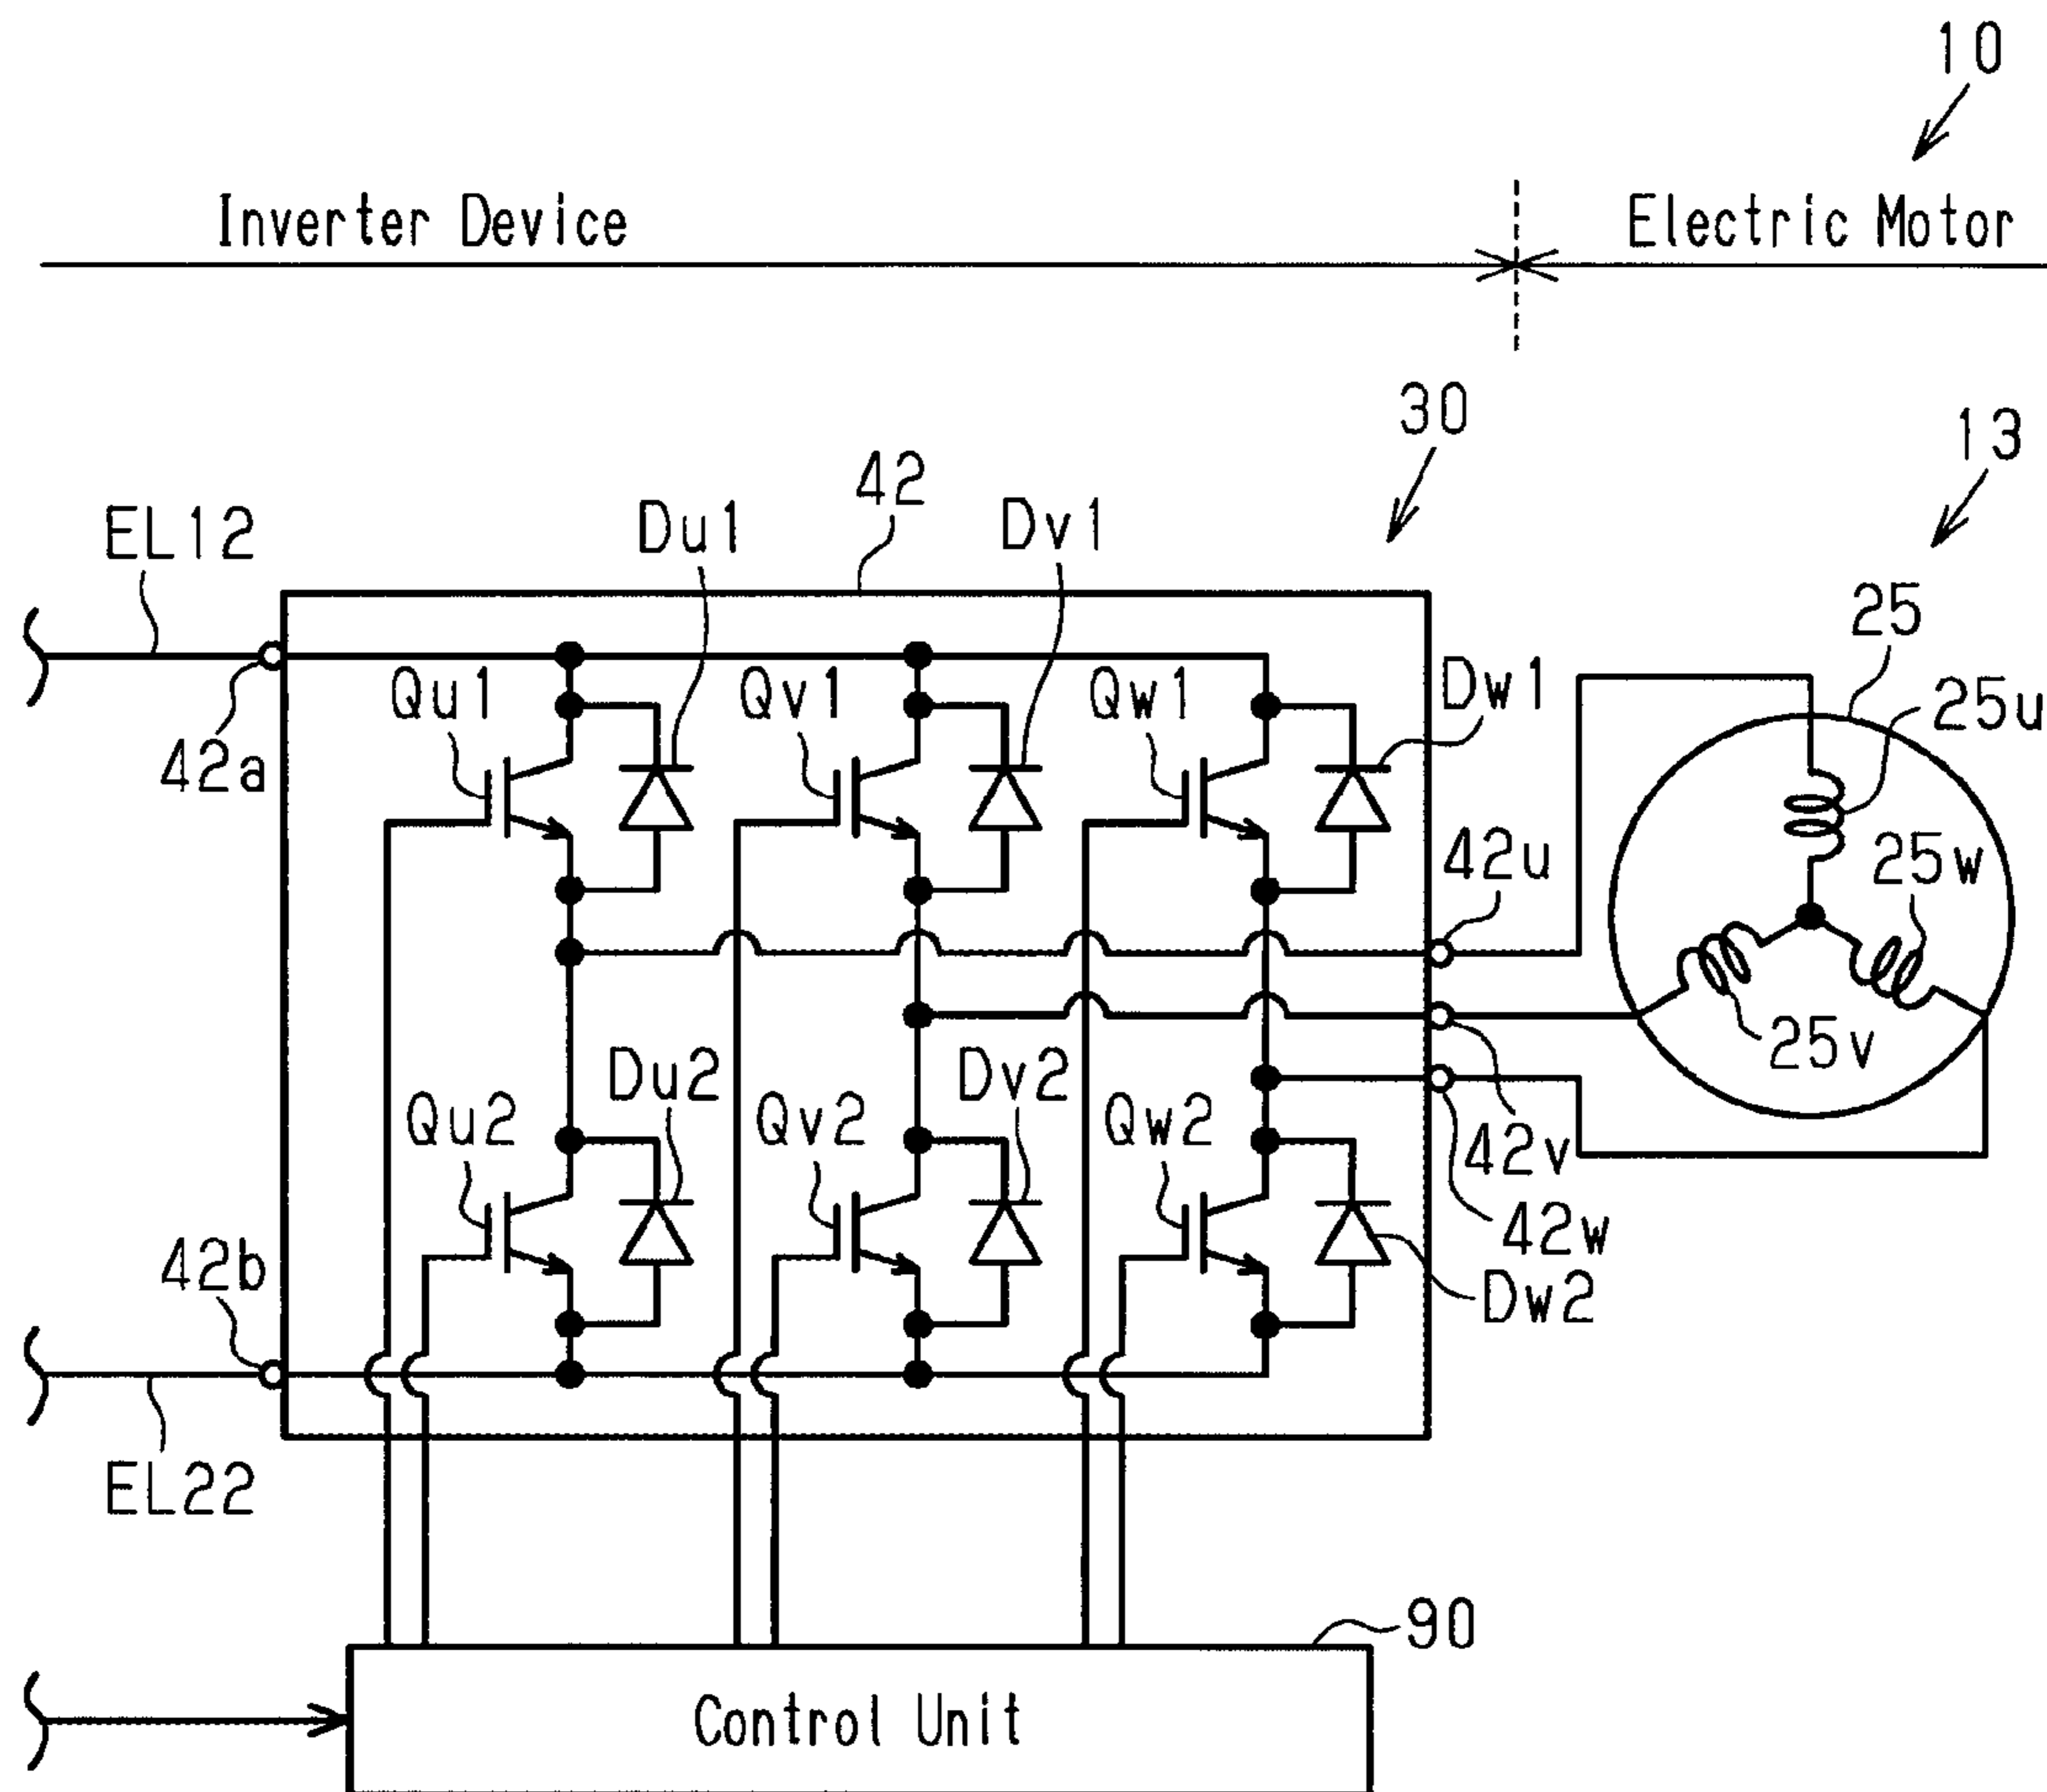 10
Inverter Device
Electric Motor
30
13
42
Du1
Dv1
EL12
25
Qu1
Qv1
Qw1
Dw1
25u
42a
42u
25w
25v
Du2
Dv2
Qu2
Qv2
Qw2
42v
42w
42b
Dw2
EL22
90
Control Unit